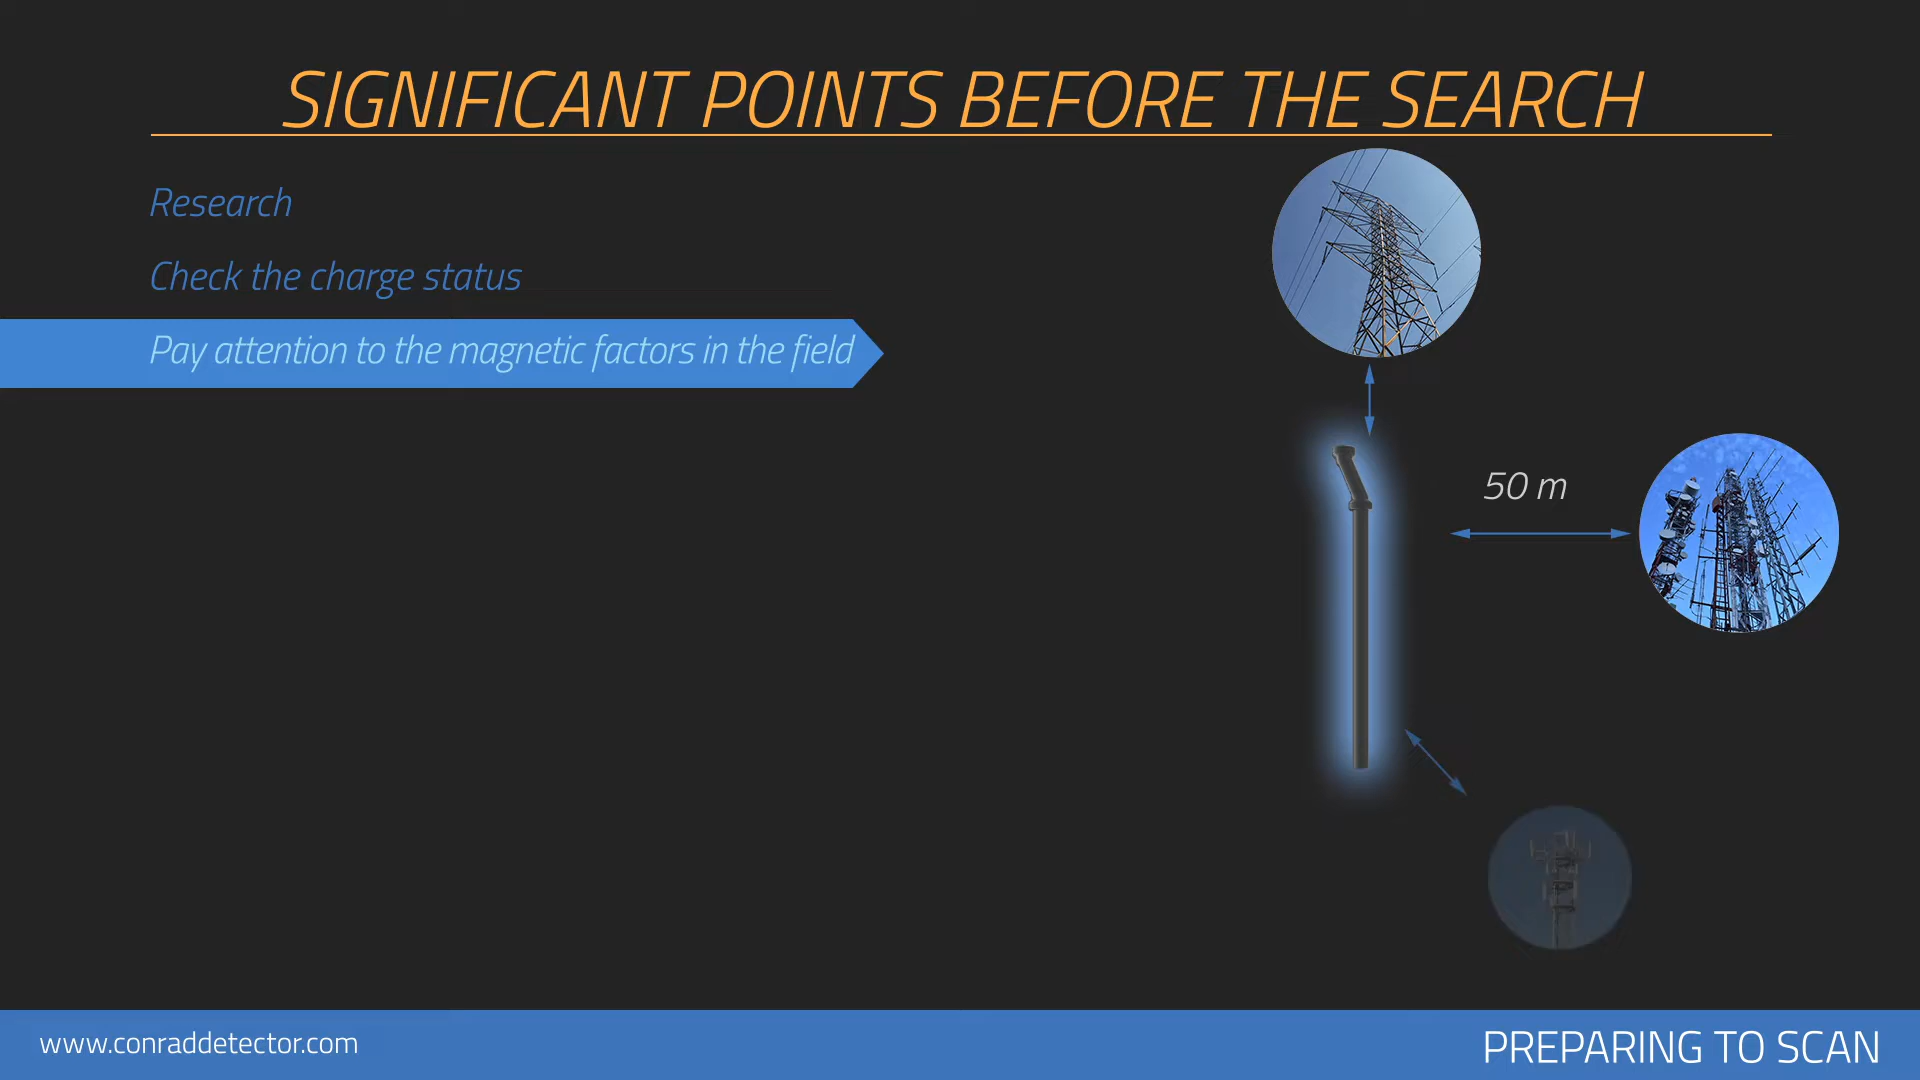 SIGNIFICANT POINTS BEFORE THE SEARCH
Research
Check the charge status
Pay attention to the magnetic factors in the field
50 m
www.conraddetector.com
PREPARING TO SCAN